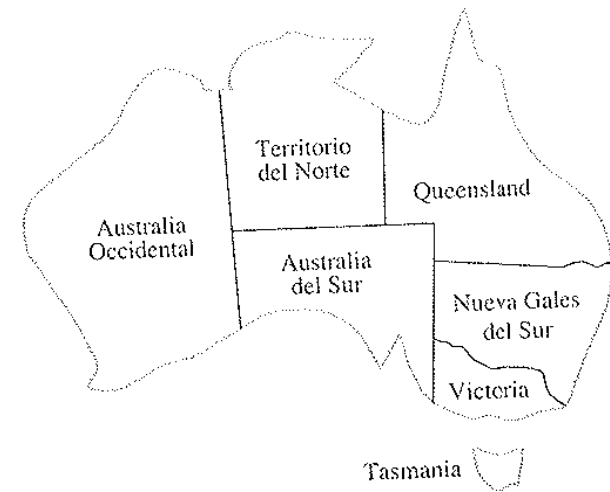 Territorio
del Norte
Queensland
Australia
Occidental
Australia
del Sur
Nueva Gales
del Sur
Victoria
Tasmania